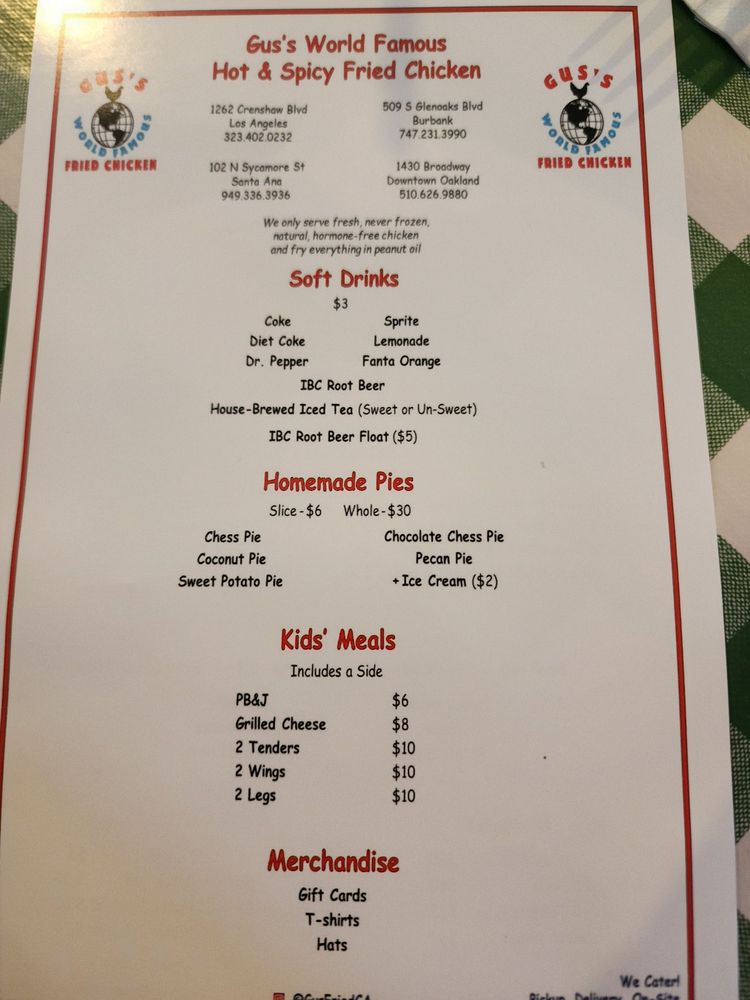 Gus's World Famous
Hot & Spicy Fried Chicken
GUS'S
WORLD FAMOUS
FRIED CHICKEN
GUS'S
WORLD FAMOUS
FRIED CHICKEN
1262 Crenshaw Blvd
Los Angeles
323.402.0232
509 S Glenoaks Blvd
Burbank
747.231.3990
102 N Sycamore St
Santa Ana
949.336.3936
1430 Broadway
Downtown Oakland
510.626.9880
We only serve fresh, never frozen,
natural, hormone-free chicken
and fry everything in peanut oil
Soft Drinks
$3
Coke Sprite
Diet Coke Lemonade
Dr. Pepper Fanta Orange
IBC Root Beer
House-Brewed Iced Tea (Sweet or Un-Sweet)
IBC Root Beer Float ($5)
Homemade Pies
Slice-$6 Whole-$30
Chess Pie Chocolate Chess Pie
Coconut Pie Pecan Pie
Sweet Potato Pie +Ice Cream ($2)
Kids' Meals
Includes a Side
PB&J $6
Grilled Cheese $8
2 Tenders $10
2 Wings $10
2 Legs $10
Merchandise
Gift Cards
T-shirts
Hats
We Cater!
@GusFriedCA Pickup, Delivery, On-Site